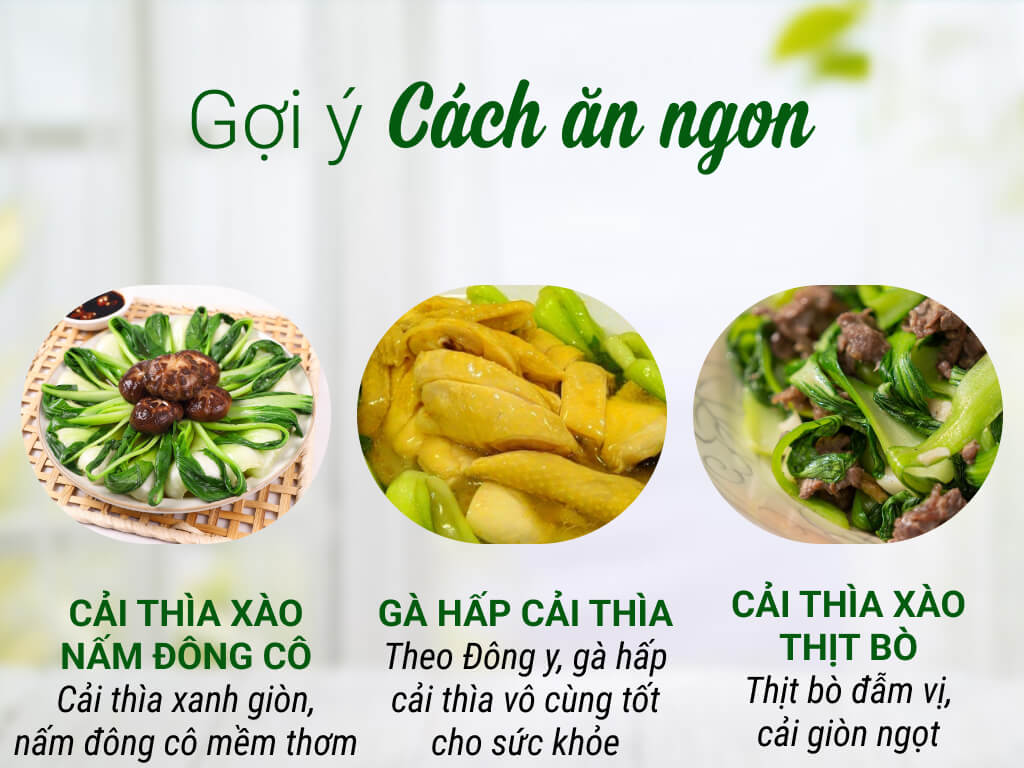 Gợi ý Cách ăn ngon
CẢI THÌA XÀO
NẤM ĐÔNG CÔ
Cải thìa xanh giòn,
nấm đông cô mềm thơm
GÀ HẤP CẢI THÌA
Theo Đông y, gà hấp
cải thìa vô cùng tốt
cho sức khỏe
CẢI THÌA XÀO
THỊT BÒ
Thịt bò đẫm vị,
cải giòn ngọt